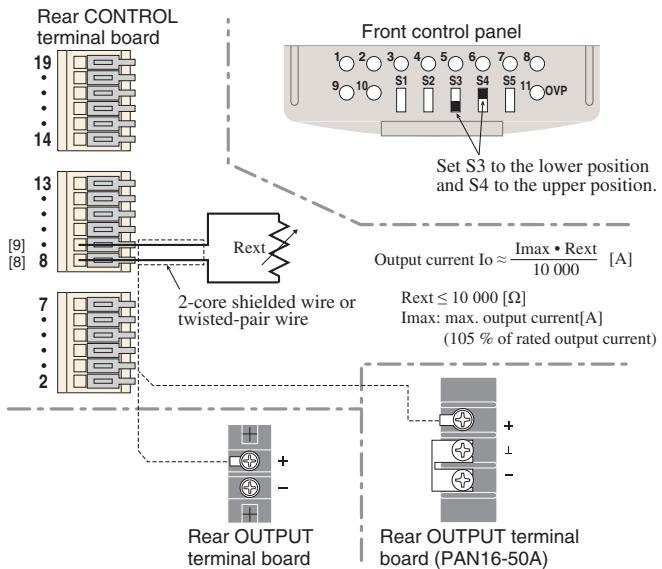 Rear CONTROL
terminal board
19
14
13
[9]
[8]
8
7
2
Rext
2-core shielded wire or
twisted-pair wire
Front control panel
1 2 3 4 5 6 7 8
9 10 S1 S2 S3 S4 S5 11 OVP
Set S3 to the lower position
and S4 to the upper position.
Output current Io ≈ Imax • Rext / 10 000 [A]
Rext ≤ 10 000 [Ω]
Imax: max. output current[A]
(105 % of rated output current)
+
−
Rear OUTPUT
terminal board
+
⊥
−
Rear OUTPUT terminal
board (PAN16-50A)